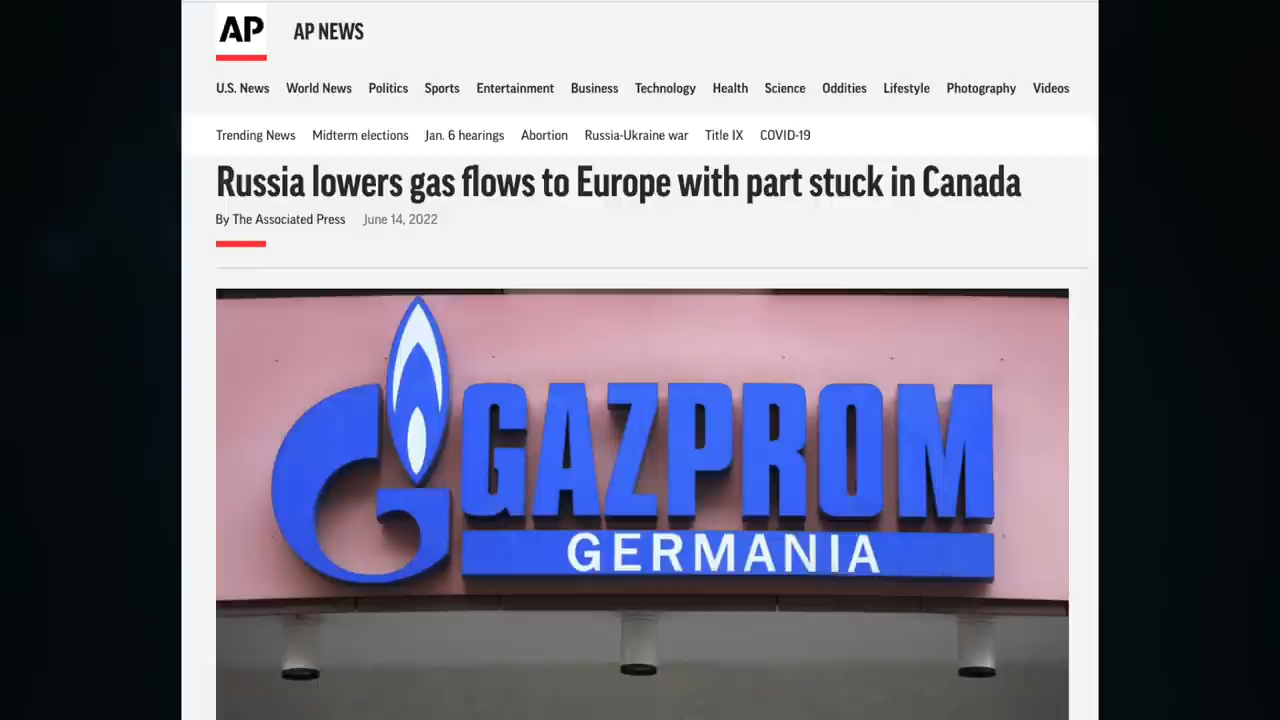 AP AP NEWS
U.S. News World News Politics Sports Entertainment Business Technology Health Science Oddities Lifestyle Photography Videos
Trending News Midterm elections Jan. 6 hearings Abortion Russia-Ukraine war Title IX COVID-19
Russia lowers gas flows to Europe with part stuck in Canada
By The Associated Press June 14, 2022
GAZPROM
GERMANIA